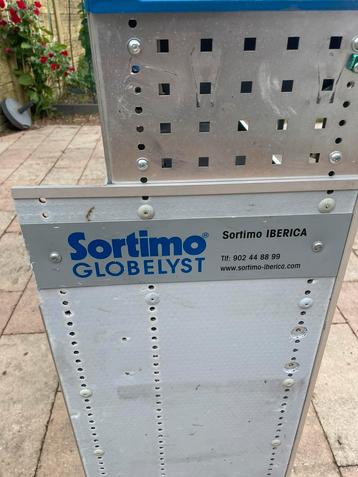 Sortimo®
GLOBELYST
Sortimo IBERICA
Tlf: 902 44 88 99
www.sortimo-iberica.com